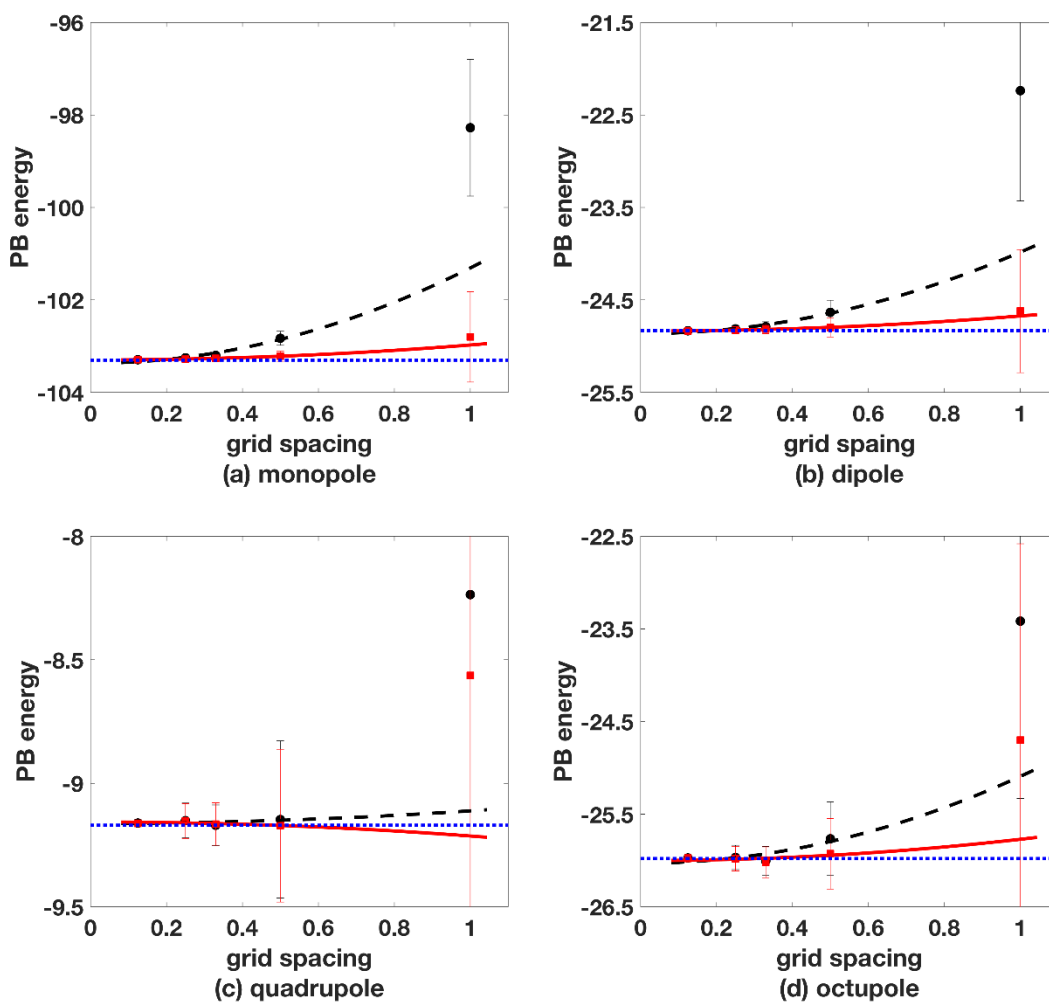 -96
-98
-100
-102
-104
PB energy
0 0.2 0.4 0.6 0.8 1
grid spacing
(a) monopole
-21.5
-22.5
-23.5
-24.5
-25.5
PB energy
0 0.2 0.4 0.6 0.8 1
grid spaing
(b) dipole
-8
-8.5
-9
-9.5
PB energy
0 0.2 0.4 0.6 0.8 1
grid spacing
(c) quadrupole
-22.5
-23.5
-24.5
-25.5
-26.5
PB energy
0 0.2 0.4 0.6 0.8 1
grid spacing
(d) octupole